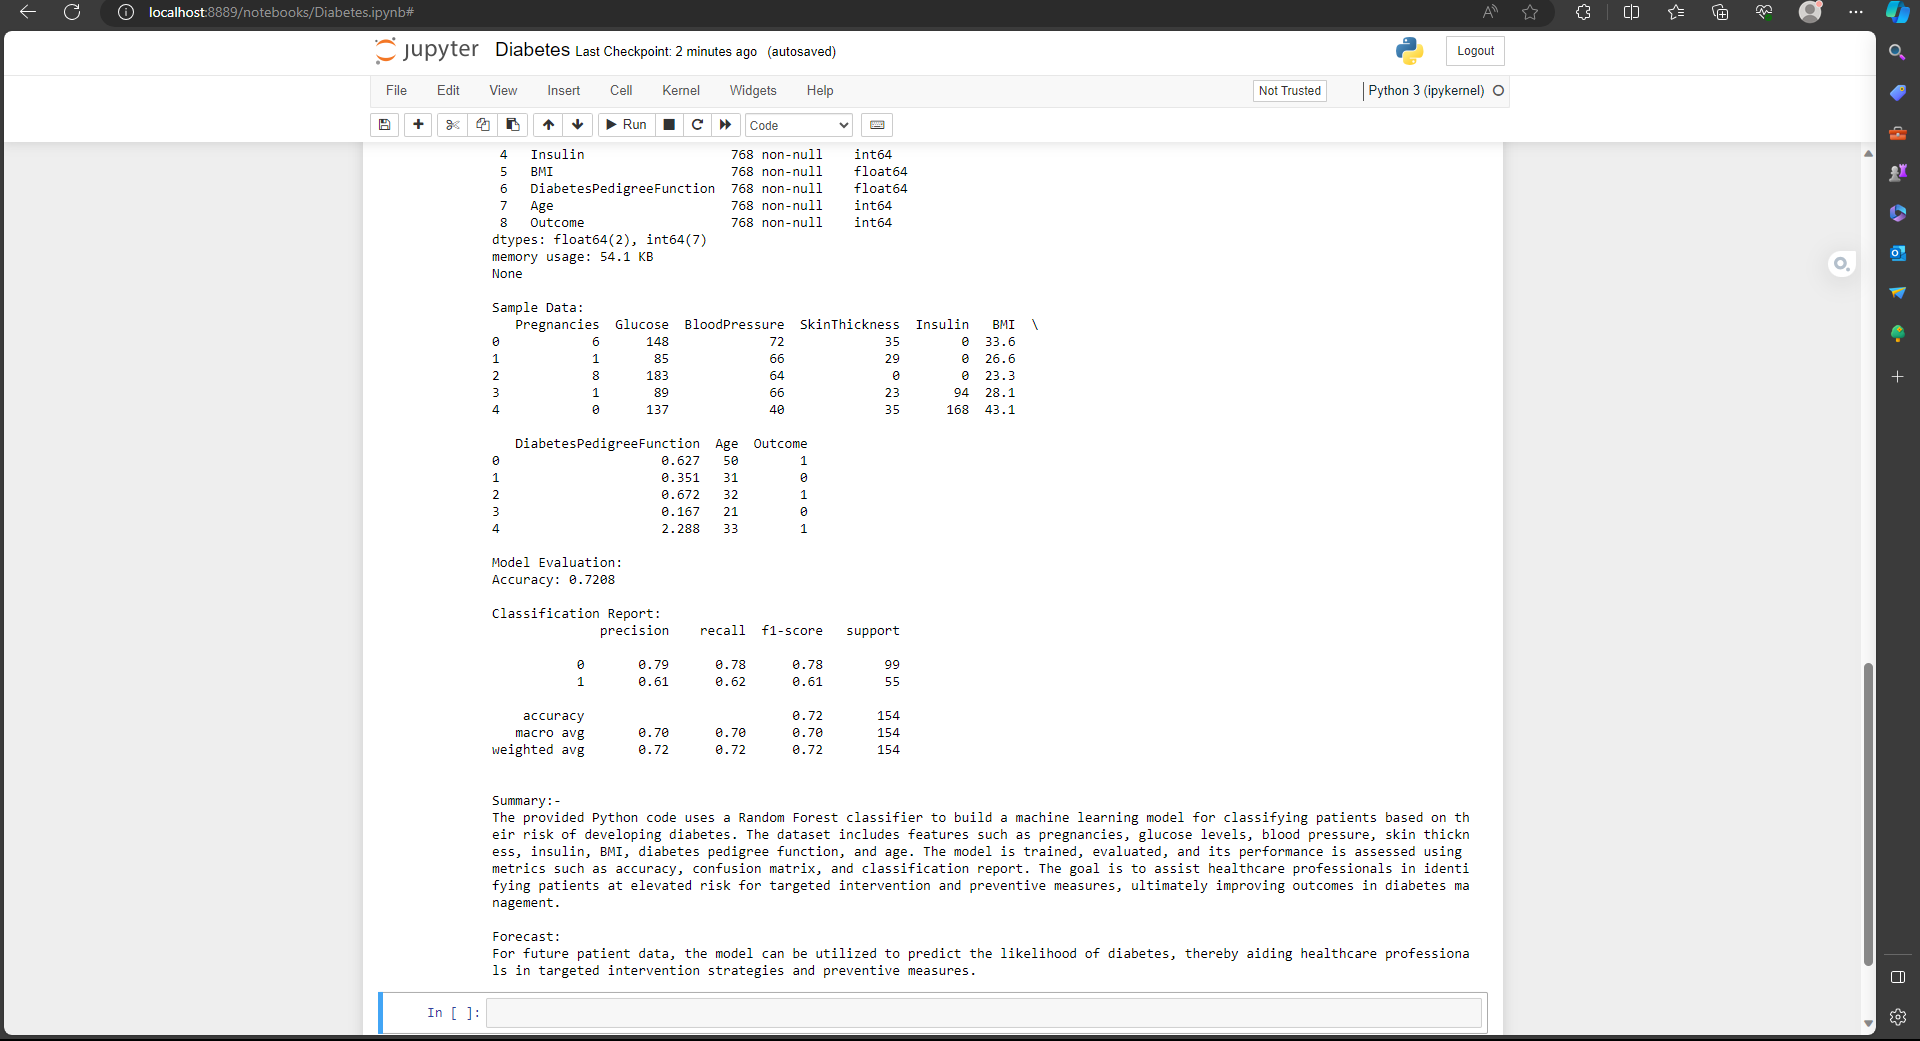 localhost:8889/notebooks/Diabetes.ipynb#
jupyter Diabetes Last Checkpoint: 2 minutes ago (autosaved)
Logout
File Edit View Insert Cell Kernel Widgets Help
Not Trusted
Python 3 (ipykernel)
Run
Code
4 Insulin 768 non-null int64
5 BMI 768 non-null float64
6 DiabetesPedigreeFunction 768 non-null float64
7 Age 768 non-null int64
8 Outcome 768 non-null int64
dtypes: float64(2), int64(7)
memory usage: 54.1 KB
None
Sample Data:
Pregnancies Glucose BloodPressure SkinThickness Insulin BMI \
0 6 148 72 35 0 33.6
1 1 85 66 29 0 26.6
2 8 183 64 0 0 23.3
3 1 89 66 23 94 28.1
4 0 137 40 35 168 43.1
DiabetesPedigreeFunction Age Outcome
0 0.627 50 1
1 0.351 31 0
2 0.672 32 1
3 0.167 21 0
4 2.288 33 1
Model Evaluation:
Accuracy: 0.7208
Classification Report:
precision recall f1-score support
0 0.79 0.78 0.78 99
1 0.61 0.62 0.61 55
accuracy 0.72 154
macro avg 0.70 0.70 0.70 154
weighted avg 0.72 0.72 0.72 154
Summary:-
The provided Python code uses a Random Forest classifier to build a machine learning model for classifying patients based on th
eir risk of developing diabetes. The dataset includes features such as pregnancies, glucose levels, blood pressure, skin thickn
ess, insulin, BMI, diabetes pedigree function, and age. The model is trained, evaluated, and its performance is assessed using
metrics such as accuracy, confusion matrix, and classification report. The goal is to assist healthcare professionals in identi
fying patients at elevated risk for targeted intervention and preventive measures, ultimately improving outcomes in diabetes ma
nagement.
Forecast:
For future patient data, the model can be utilized to predict the likelihood of diabetes, thereby aiding healthcare professiona
ls in targeted intervention strategies and preventive measures.
In [ ]: